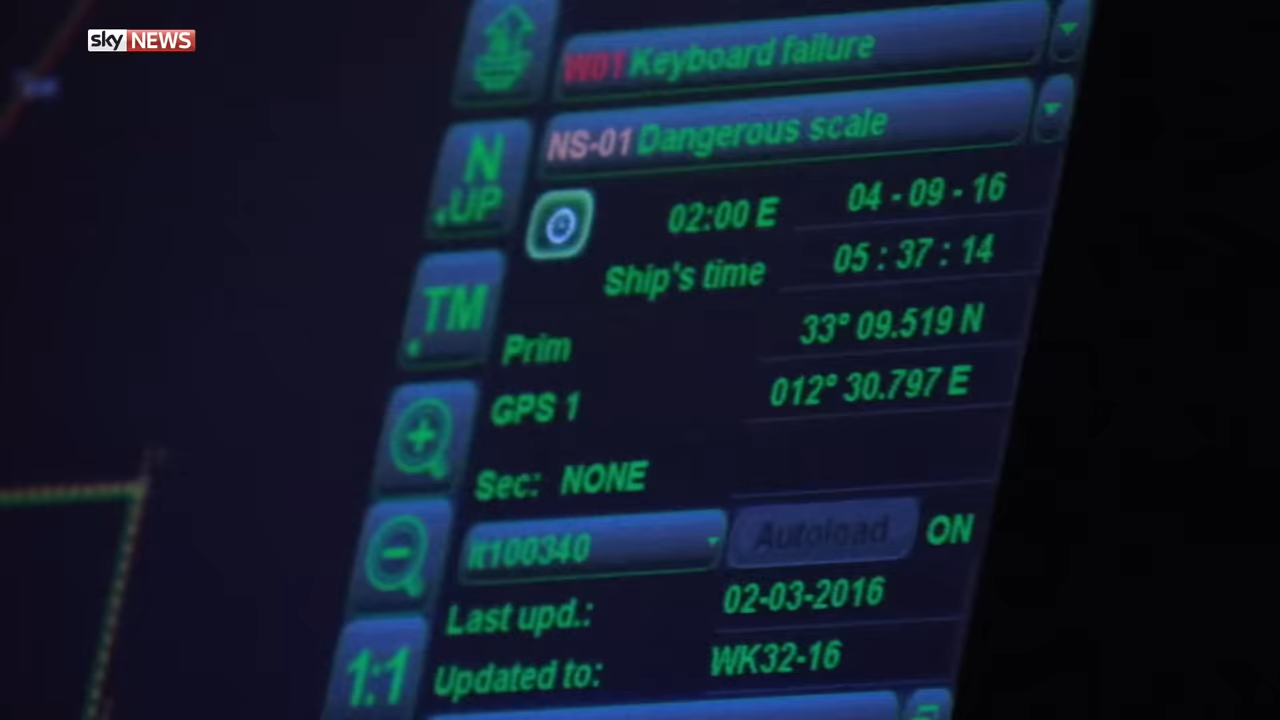 sky NEWS
W01 Keyboard failure
NS-01 Dangerous scale
N
UP
02:00 E
04 - 09 - 16
Ship's time
05 : 37 : 14
TM
Prim
33° 09.519 N
GPS 1
012° 30.797 E
Sec: NONE
it100340
Autoload
ON
Last upd.:
02-03-2016
1:1
Updated to:
WK32-16